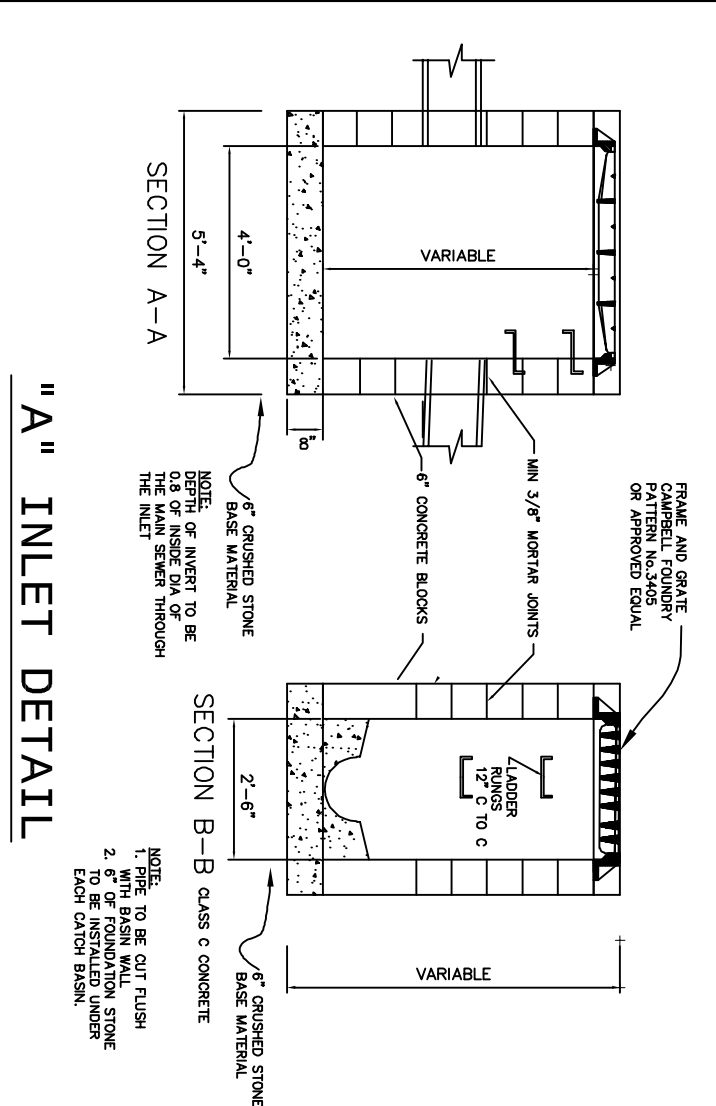 FRAME AND GRATE
CAMPBELL FOUNDRY
PATTERN No.3405
OR APPROVED EQUAL
MIN 3/8" MORTAR JOINTS
6" CONCRETE BLOCKS
VARIABLE
4'-0"
5'-4"
8"
SECTION A-A
6" CRUSHED STONE
BASE MATERIAL
NOTE:
DEPTH OF INVERT TO BE
0.8 OF INSIDE DIA OF
THE MAIN SEWER THROUGH
THE INLET
LADDER
RUNGS
12" C TO C
2'-6"
VARIABLE
SECTION B-B
CLASS C CONCRETE
6" CRUSHED STONE
BASE MATERIAL
NOTE:
1. PIPE TO BE CUT FLUSH
WITH BASIN WALL
2. 6" OF FOUNDATION STONE
TO BE INSTALLED UNDER
EACH CATCH BASIN.
"A" INLET DETAIL